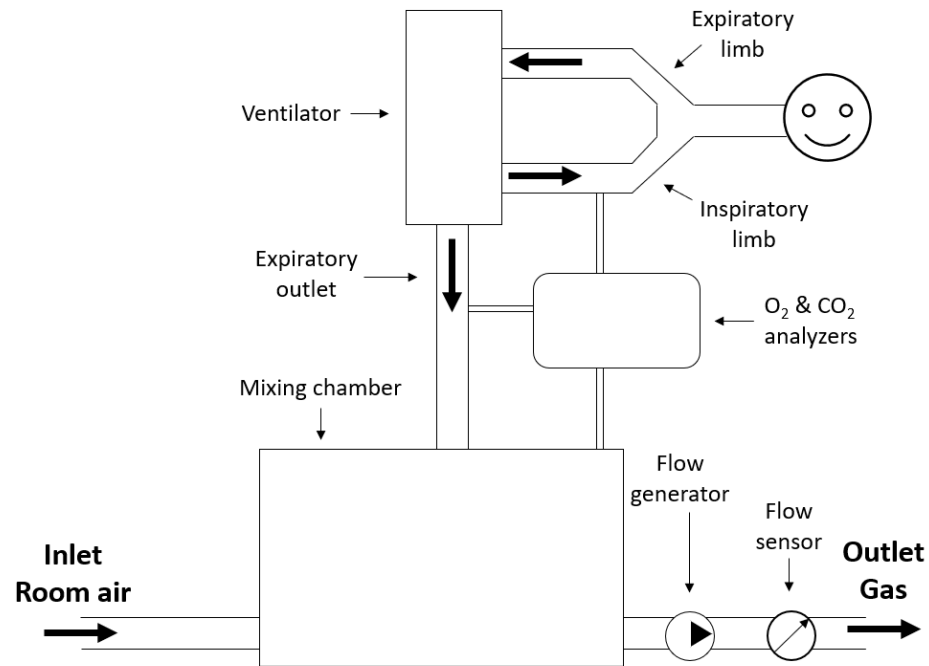 Expiratory
limb
Ventilator
Inspiratory
limb
Expiratory
outlet
O₂ & CO₂
analyzers
Mixing chamber
Flow
generator
Flow
sensor
Inlet
Room air
Outlet
Gas